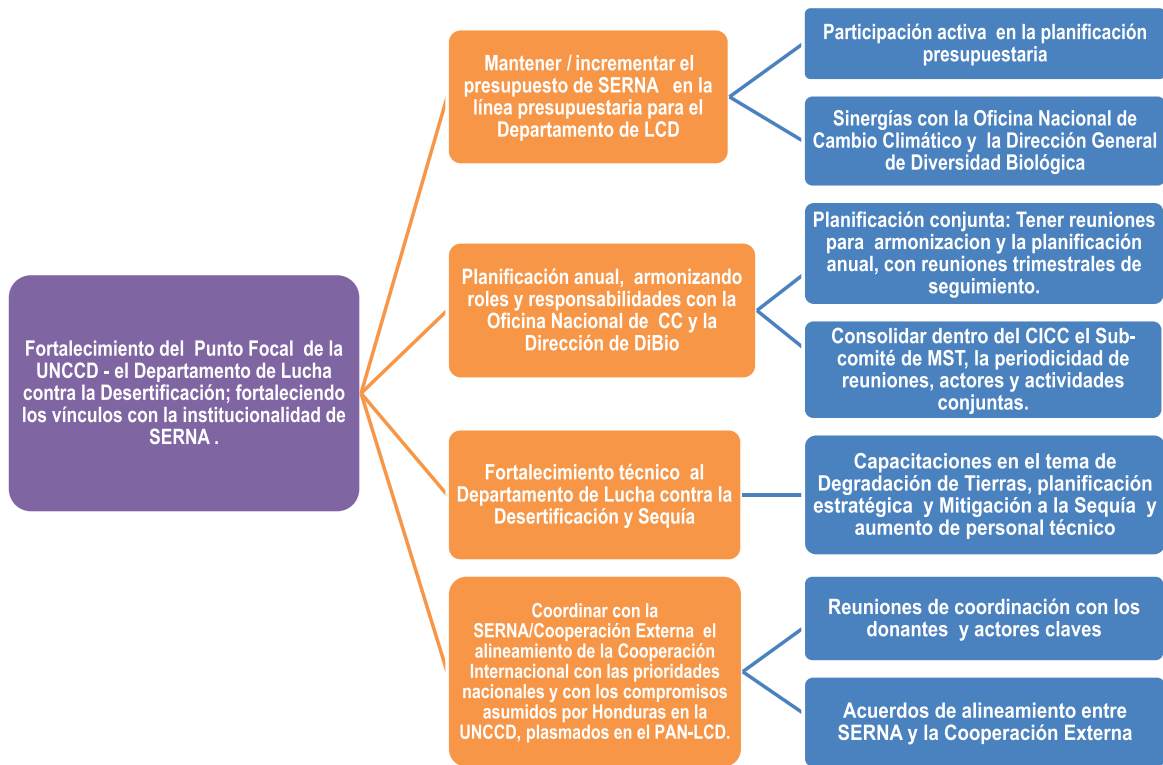 Fortalecimiento del Punto Focal de la
UNCCD - el Departamento de Lucha
contra la Desertificación; fortaleciendo
los vínculos con la institucionalidad de
SERNA .
Mantener / incrementar el
presupuesto de SERNA en la
línea presupuestaria para el
Departamento de LCD
Participación activa en la planificación
presupuestaria
Sinergías con la Oficina Nacional de
Cambio Climático y la Dirección General
de Diversidad Biológica
Planificación anual, armonizando
roles y responsabilidades con la
Oficina Nacional de CC y la
Dirección de DiBio
Planificación conjunta: Tener reuniones
para armonizacion y la planificación
anual, con reuniones trimestrales de
seguimiento.
Consolidar dentro del CICC el Sub-
comité de MST, la periodicidad de
reuniones, actores y actividades
conjuntas.
Fortalecimiento técnico al
Departamento de Lucha contra la
Desertificación y Sequía
Capacitaciones en el tema de
Degradación de Tierras, planificación
estratégica y Mitigación a la Sequía y
aumento de personal técnico
Coordinar con la
SERNA/Cooperación Externa el
alineamiento de la Cooperación
Internacional con las prioridades
nacionales y con los compromisos
asumidos por Honduras en la
UNCCD, plasmados en el PAN-LCD.
Reuniones de coordinación con los
donantes y actores claves
Acuerdos de alineamiento entre
SERNA y la Cooperación Externa